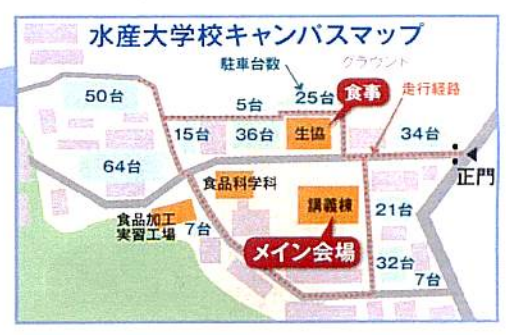 水産大学校キャンパスマップ
駐車台数
グラウンド
50台
5台
25台
食事
走行経路
15台
36台
生協
34台
正門
64台
食品科学科
講義棟
21台
食品加工
実習工場
7台
メイン会場
32台
7台